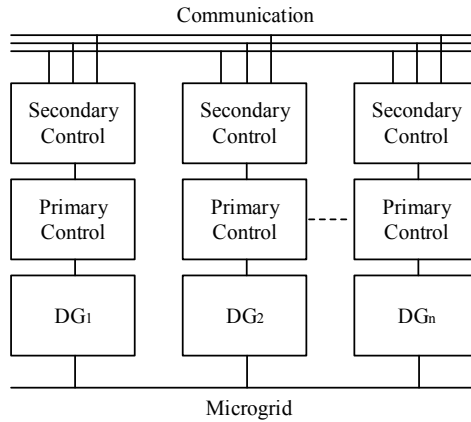 Communication
Secondary Control
Secondary Control
Secondary Control
Primary Control
Primary Control
Primary Control
DG1
DG2
DGn
Microgrid